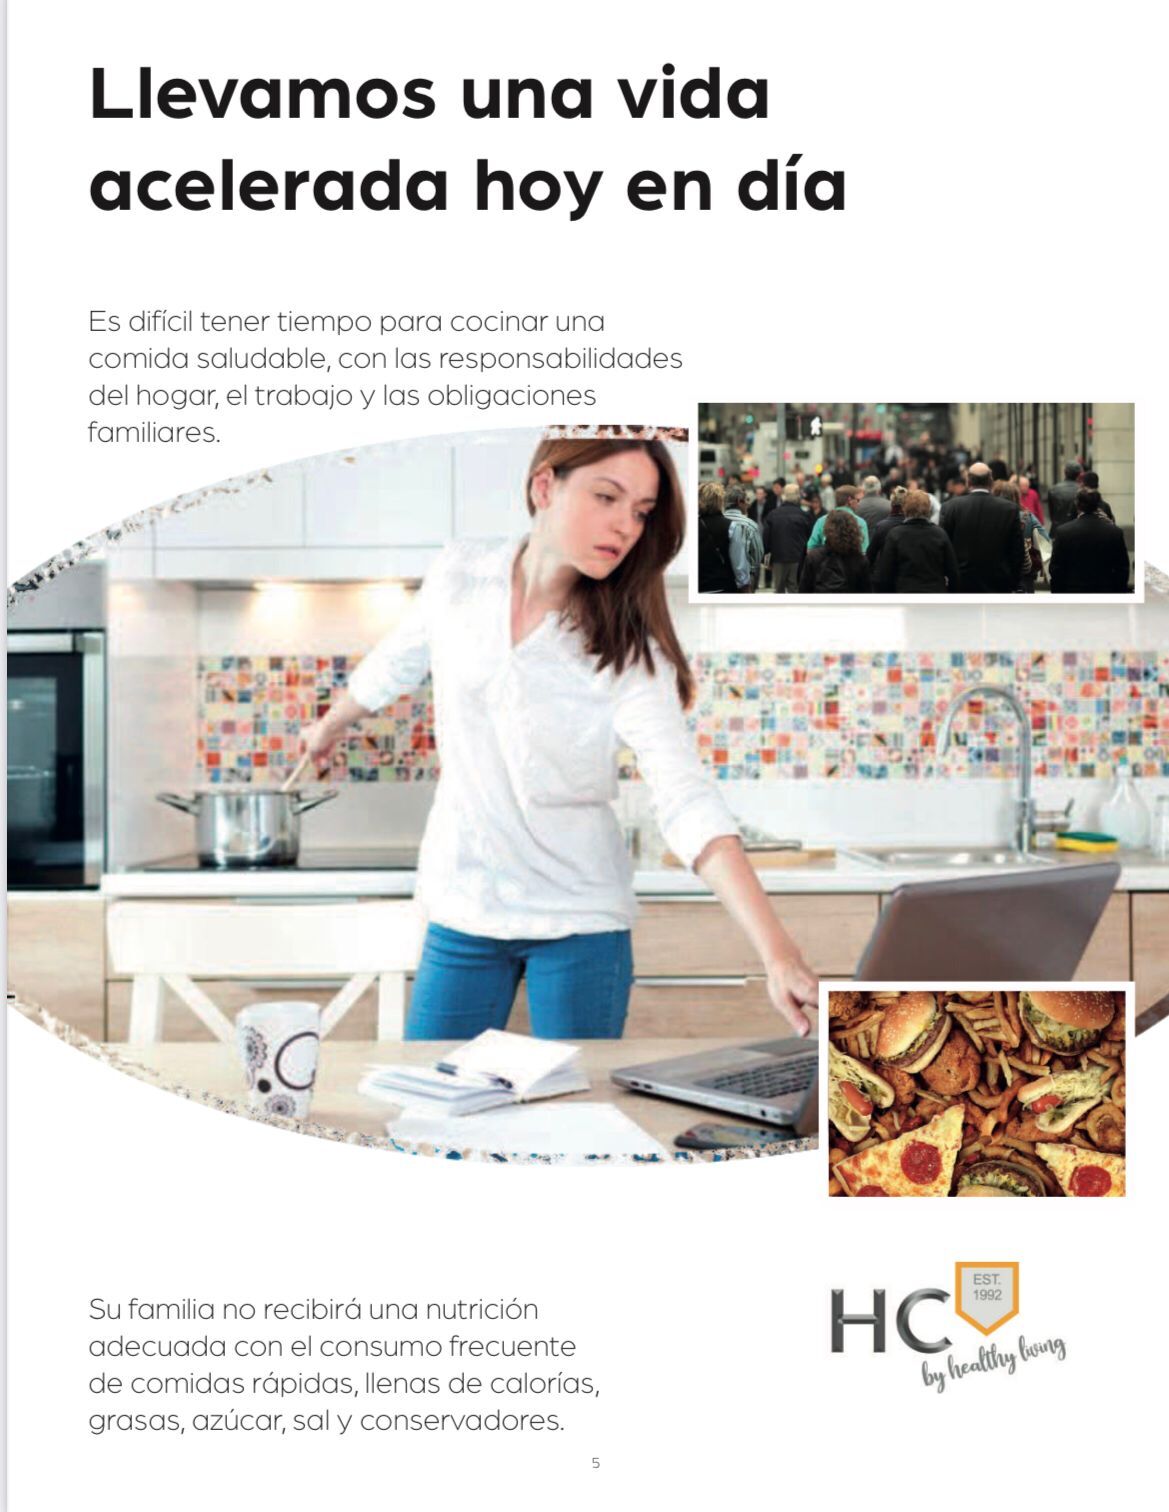 Llevamos una vida
acelerada hoy en día
Es difícil tener tiempo para cocinar una
comida saludable, con las responsabilidades
del hogar, el trabajo y las obligaciones
familiares.
Su familia no recibirá una nutrición
adecuada con el consumo frecuente
de comidas rápidas, llenas de calorías,
grasas, azúcar, sal y conservadores.
HC
EST.
1992
by healthy living
5